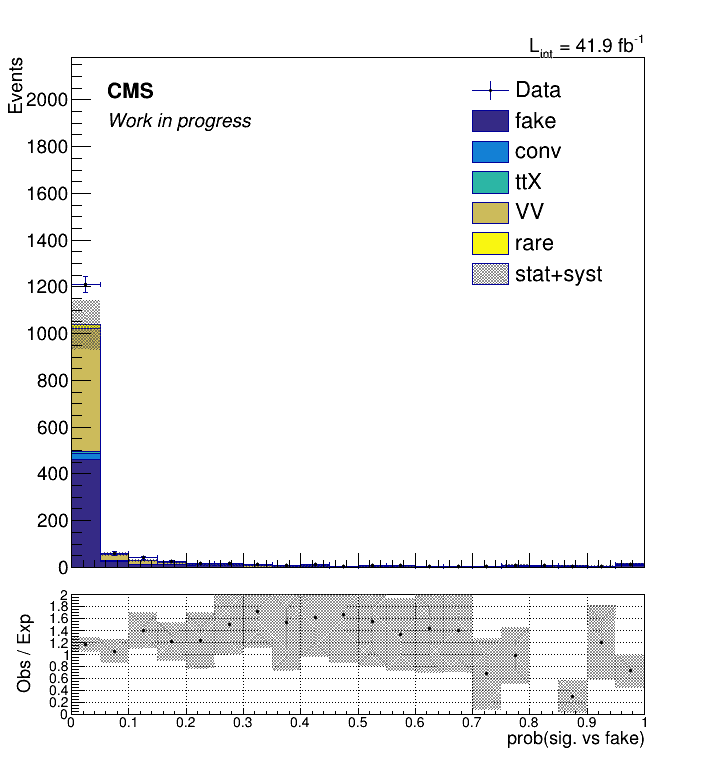 L_int = 41.9 fb^-1
Events
CMS
Work in progress
Data
fake
conv
ttX
VV
rare
stat+syst
2000
1800
1600
1400
1200
1000
800
600
400
200
0
Obs / Exp
2
1.8
1.6
1.4
1.2
1
0.8
0.6
0.4
0.2
0
0 0.1 0.2 0.3 0.4 0.5 0.6 0.7 0.8 0.9 1
prob(sig. vs fake)